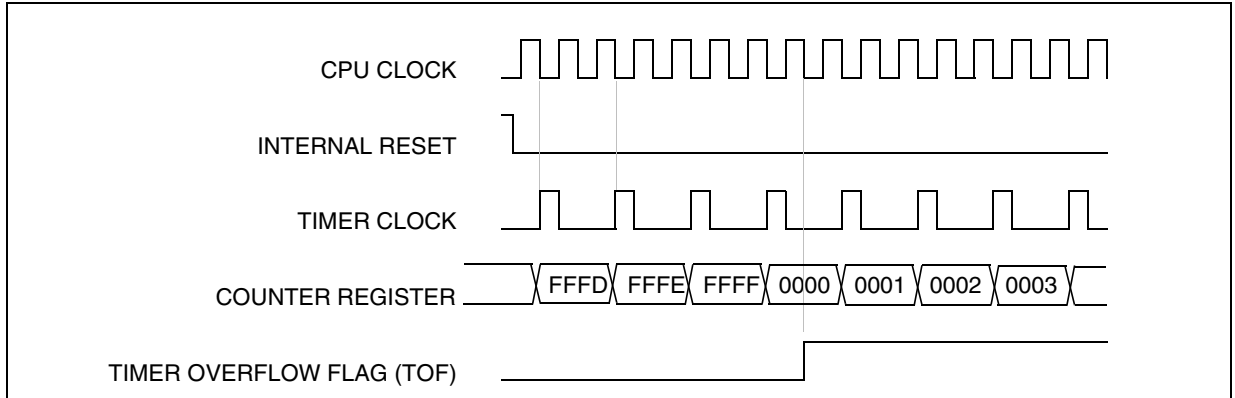 CPU CLOCK
INTERNAL RESET
TIMER CLOCK
COUNTER REGISTER
FFFD FFFE FFFF 0000 0001 0002 0003
TIMER OVERFLOW FLAG (TOF)